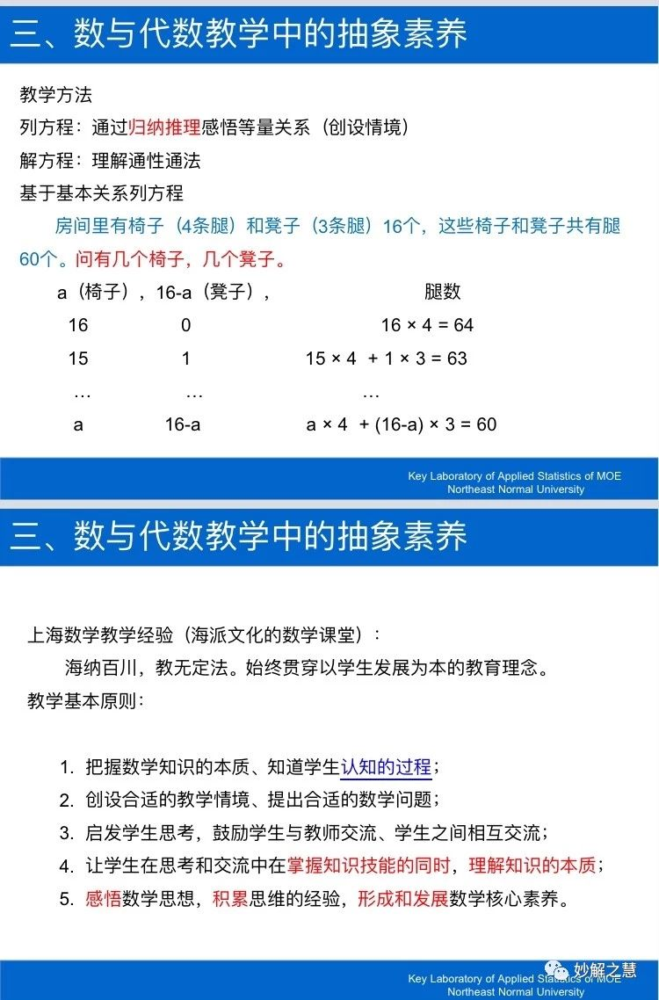 三、数与代数教学中的抽象素养
教学方法
列方程：通过归纳推理感悟等量关系（创设情境）
解方程：理解通性通法
基于基本关系列方程
房间里有椅子（4条腿）和凳子（3条腿）16个，这些椅子和凳子共有腿
60个。问有几个椅子，几个凳子。
a（椅子），16-a（凳子），  腿数
16  0  16 × 4 = 64
15  1  15 × 4 + 1 × 3 = 63
…  …  …
a  16-a  a × 4 + (16-a) × 3 = 60
Key Laboratory of Applied Statistics of MOE
Northeast Normal University
三、数与代数教学中的抽象素养
上海数学教学经验（海派文化的数学课堂）：
海纳百川，教无定法。始终贯穿以学生发展为本的教育理念。
教学基本原则：
1. 把握数学知识的本质、知道学生认知的过程；
2. 创设合适的教学情境、提出合适的数学问题；
3. 启发学生思考，鼓励学生与教师交流、学生之间相互交流；
4. 让学生在思考和交流中在掌握知识技能的同时，理解知识的本质；
5. 感悟数学思想，积累思维的经验，形成和发展数学核心素养。
Key Laboratory of Applied Statistics of MOE
Northeast Normal University
妙解之慧